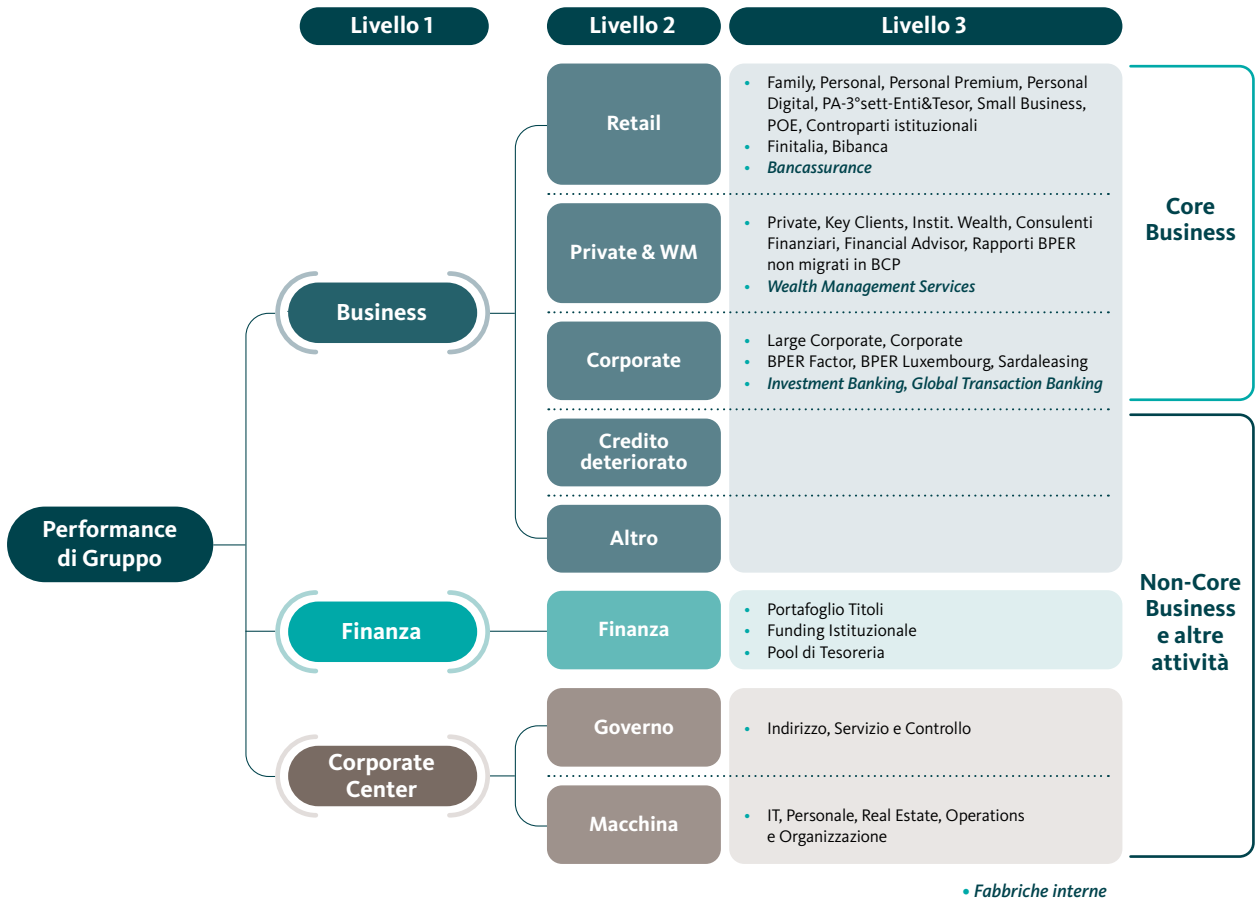 Livello 1
Livello 2
Livello 3
Performance
di Gruppo
Business
Retail
• Family, Personal, Personal Premium, Personal
Digital, PA-3°sett-Enti&Tesor, Small Business,
POE, Controparti istituzionali
• Finitalia, Bibanca
• Bancassurance
Private & WM
• Private, Key Clients, Instit. Wealth, Consulenti
Finanziari, Financial Advisor, Rapporti BPER
non migrati in BCP
• Wealth Management Services
Corporate
• Large Corporate, Corporate
• BPER Factor, BPER Luxembourg, Sardaleasing
• Investment Banking, Global Transaction Banking
Credito
deteriorato
Altro
Core
Business
Finanza
Finanza
• Portafoglio Titoli
• Funding Istituzionale
• Pool di Tesoreria
Corporate
Center
Governo
• Indirizzo, Servizio e Controllo
Macchina
• IT, Personale, Real Estate, Operations
e Organizzazione
Non-Core
Business
e altre
attività
• Fabbriche interne